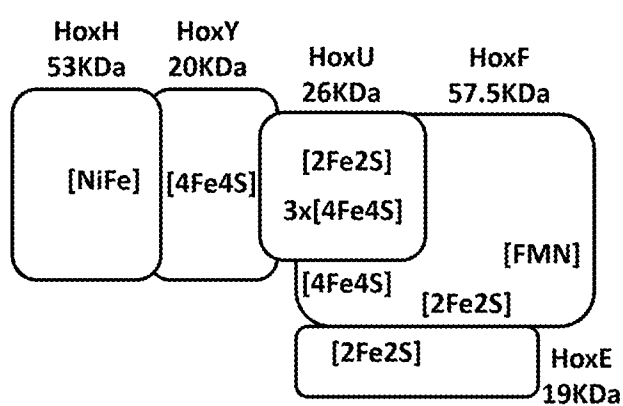 HoxH
53KDa
HoxY
20KDa
HoxU
26KDa
HoxF
57.5KDa
[NiFe]
[4Fe4S]
[2Fe2S]
3x[4Fe4S]
[FMN]
[4Fe4S]
[2Fe2S]
[2Fe2S]
HoxE
19KDa